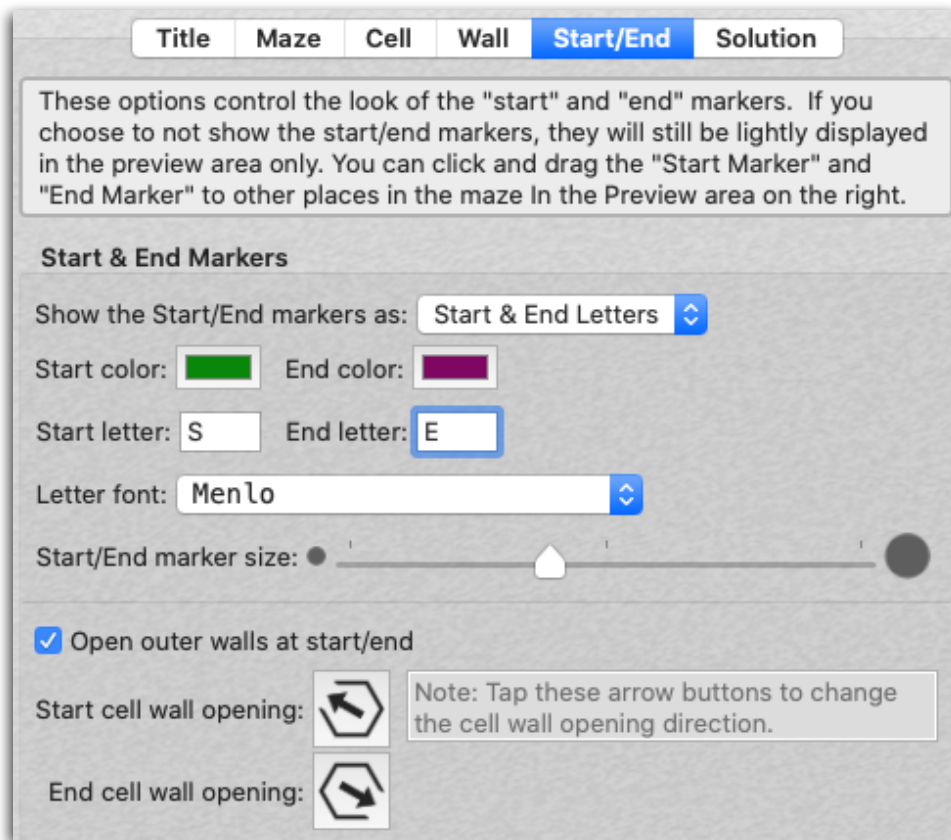 Title Maze Cell Wall Start/End Solution
These options control the look of the "start" and "end" markers.  If you
choose to not show the start/end markers, they will still be lightly displayed
in the preview area only. You can click and drag the "Start Marker" and
"End Marker" to other places in the maze In the Preview area on the right.
Start & End Markers
Show the Start/End markers as: Start & End Letters
Start color: End color:
Start letter: S End letter: E
Letter font: Menlo
Start/End marker size:
Open outer walls at start/end
Start cell wall opening:
Note: Tap these arrow buttons to change
the cell wall opening direction.
End cell wall opening: